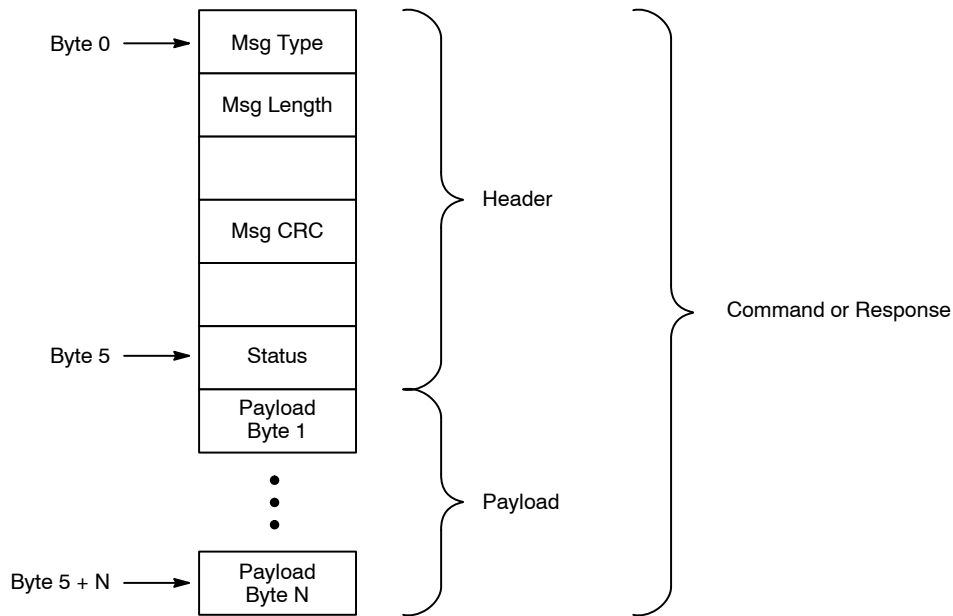 Byte 0
Msg Type
Msg Length
Header
Msg CRC
Command or Response
Byte 5
Status
Payload
Byte 1
Payload
Byte 5 + N
Payload
Byte N